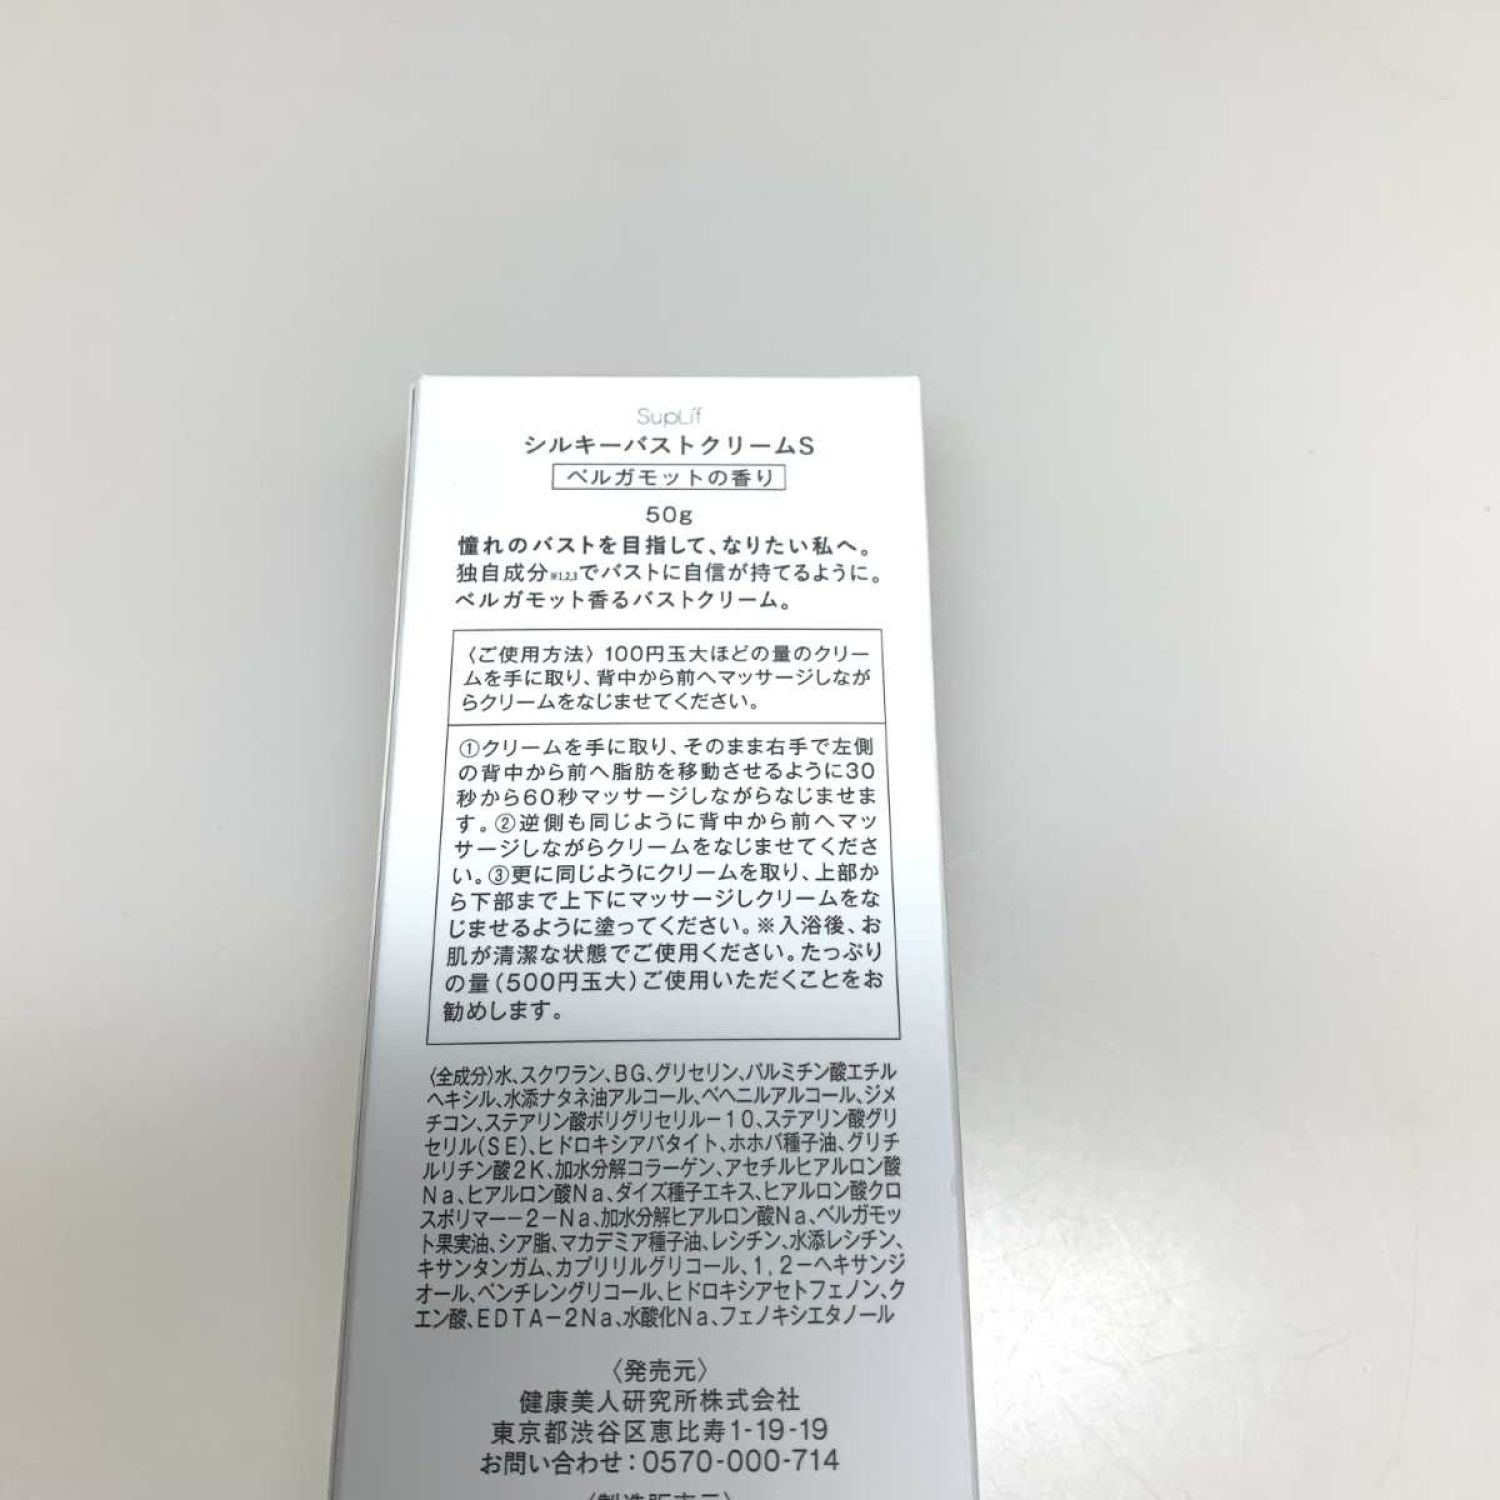 SupLif
シルキーバストクリームS
ベルガモットの香り
50g
憧れのバストを目指して、なりたい私へ。
独自成分※1,2,3でバストに自信が持てるように。
ベルガモット香るバストクリーム。
〈ご使用方法〉100円玉大ほどの量のクリー
ムを手に取り、背中から前へマッサージしなが
らクリームをなじませてください。
①クリームを手に取り、そのまま右手で左側
の背中から前へ脂肪を移動させるように30
秒から60秒マッサージしながらなじませま
す。②逆側も同じように背中から前へマッ
サージしながらクリームをなじませてくださ
い。③更に同じようにクリームを取り、上部か
ら下部まで上下にマッサージしクリームをな
じませるように塗ってください。※入浴後、お
肌が清潔な状態でご使用ください。たっぷり
の量(500円玉大)ご使用いただくことをお
勧めします。
〈全成分〉水、スクワラン、BG、グリセリン、パルミチン酸エチル
ヘキシル、水添ナタネ油アルコール、ベヘニルアルコール、ジメ
チコン、ステアリン酸ポリグリセリル－10、ステアリン酸グリ
セリル(SE)、ヒドロキシアパタイト、ホホバ種子油、グリチ
ルリチン酸2K、加水分解コラーゲン、アセチルヒアルロン酸
Na、ヒアルロン酸Na、ダイズ種子エキス、ヒアルロン酸クロ
スポリマー－2－Na、加水分解ヒアルロン酸Na、ベルガモッ
ト果実油、シア脂、マカデミア種子油、レシチン、水添レシチン、
キサンタンガム、カプリリルグリコール、1,2－ヘキサンジ
オール、ペンチレングリコール、ヒドロキシアセトフェノン、ク
エン酸、EDTA－2Na、水酸化Na、フェノキシエタノール
〈発売元〉
健康美人研究所株式会社
東京都渋谷区恵比寿1-19-19
お問い合わせ：0570-000-714
〈製造販売元〉